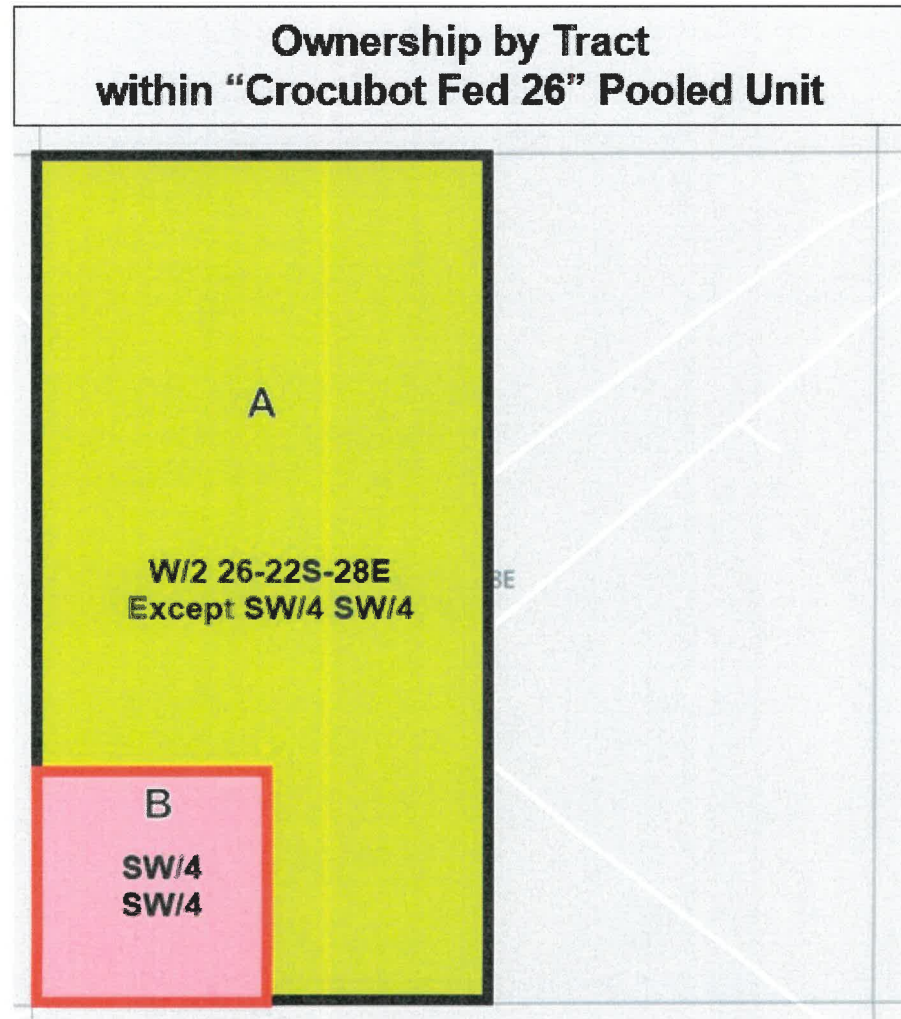 Ownership by Tract
within “Crocubot Fed 26” Pooled Unit
A
W/2 26-22S-28E
Except SW/4 SW/4
B
SW/4
SW/4